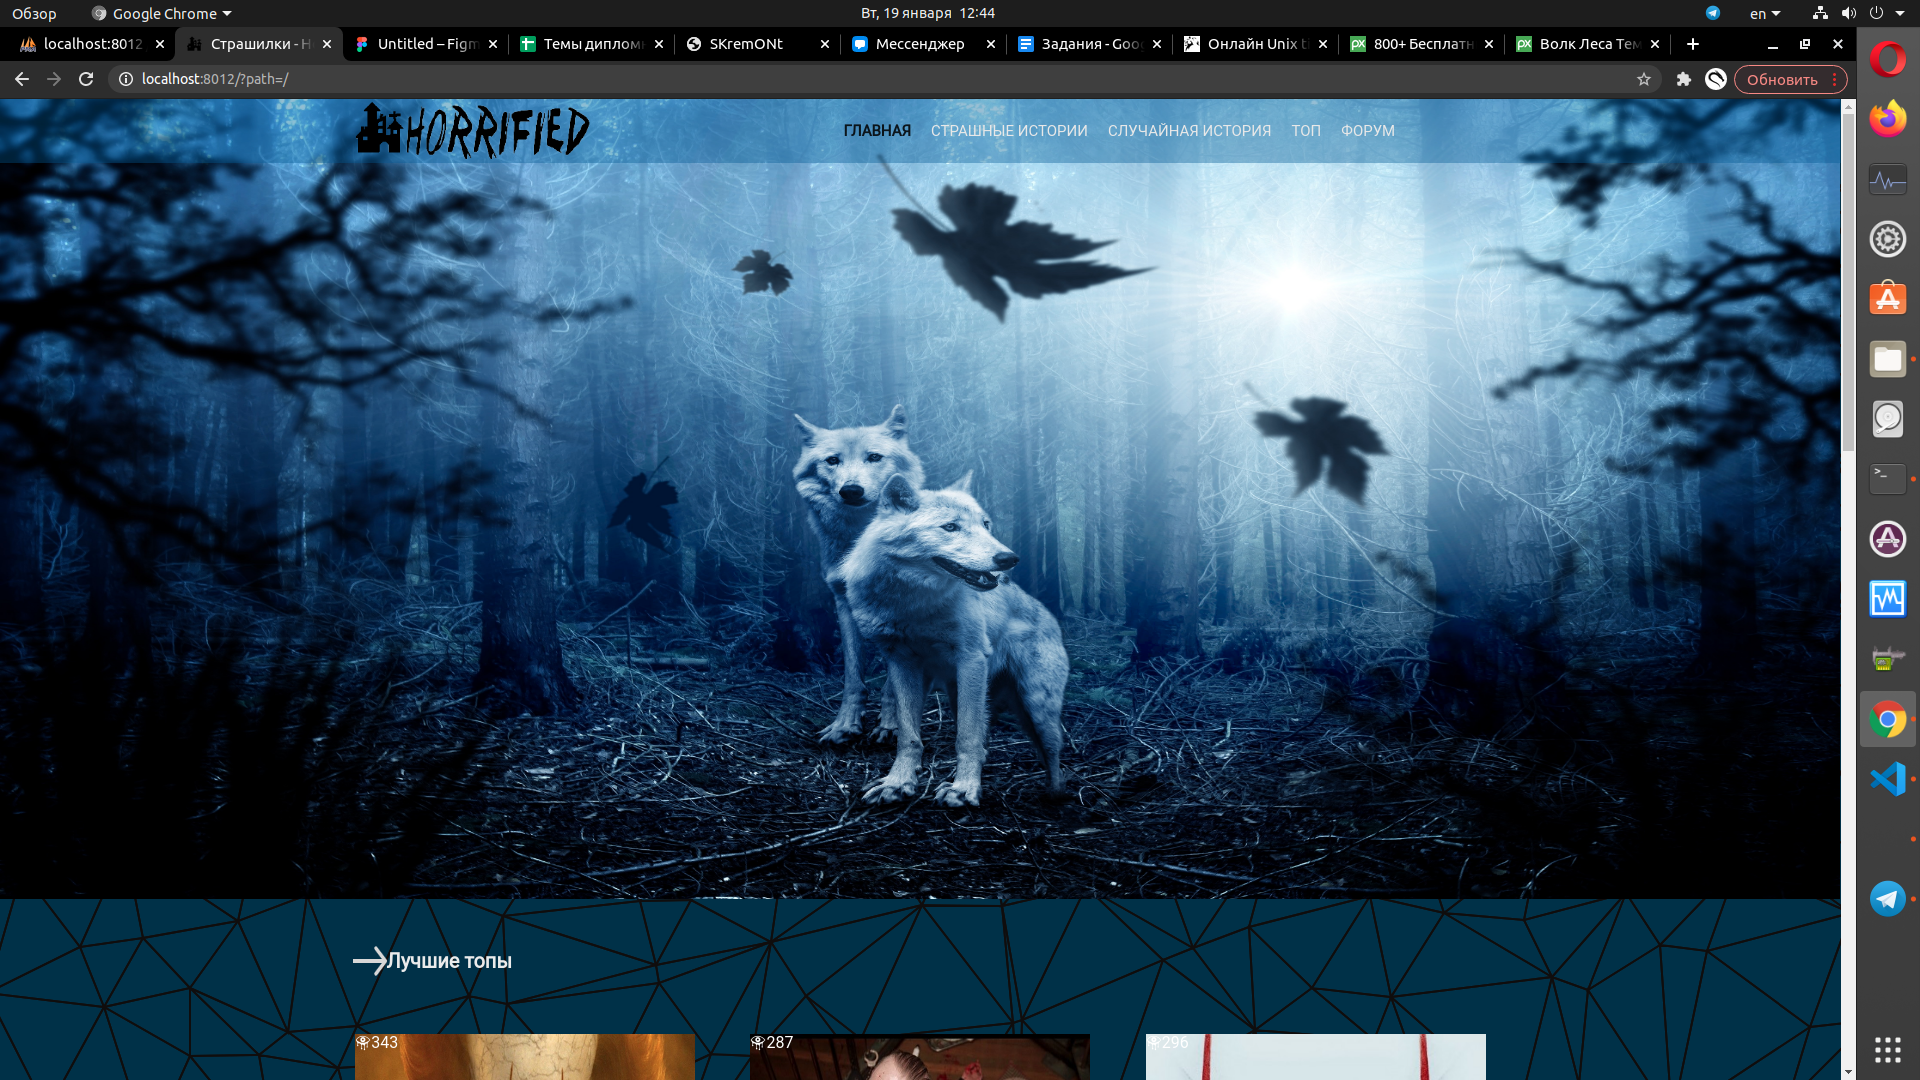 Обзор
Google Chrome
Вт, 19 января 12:44
en
localhost:8012
Страшилки - H
Untitled – Figm
Темы диплом
SKremONt
Мессенджер
Задания - Goo
Онлайн Unix t
800+ Бесплатн
Волк Леса Тем
localhost:8012/?path=/
Обновить
HORRIFIED
ГЛАВНАЯ
СТРАШНЫЕ ИСТОРИИ
СЛУЧАЙНАЯ ИСТОРИЯ
ТОП
ФОРУМ
Лучшие топы
343
287
296